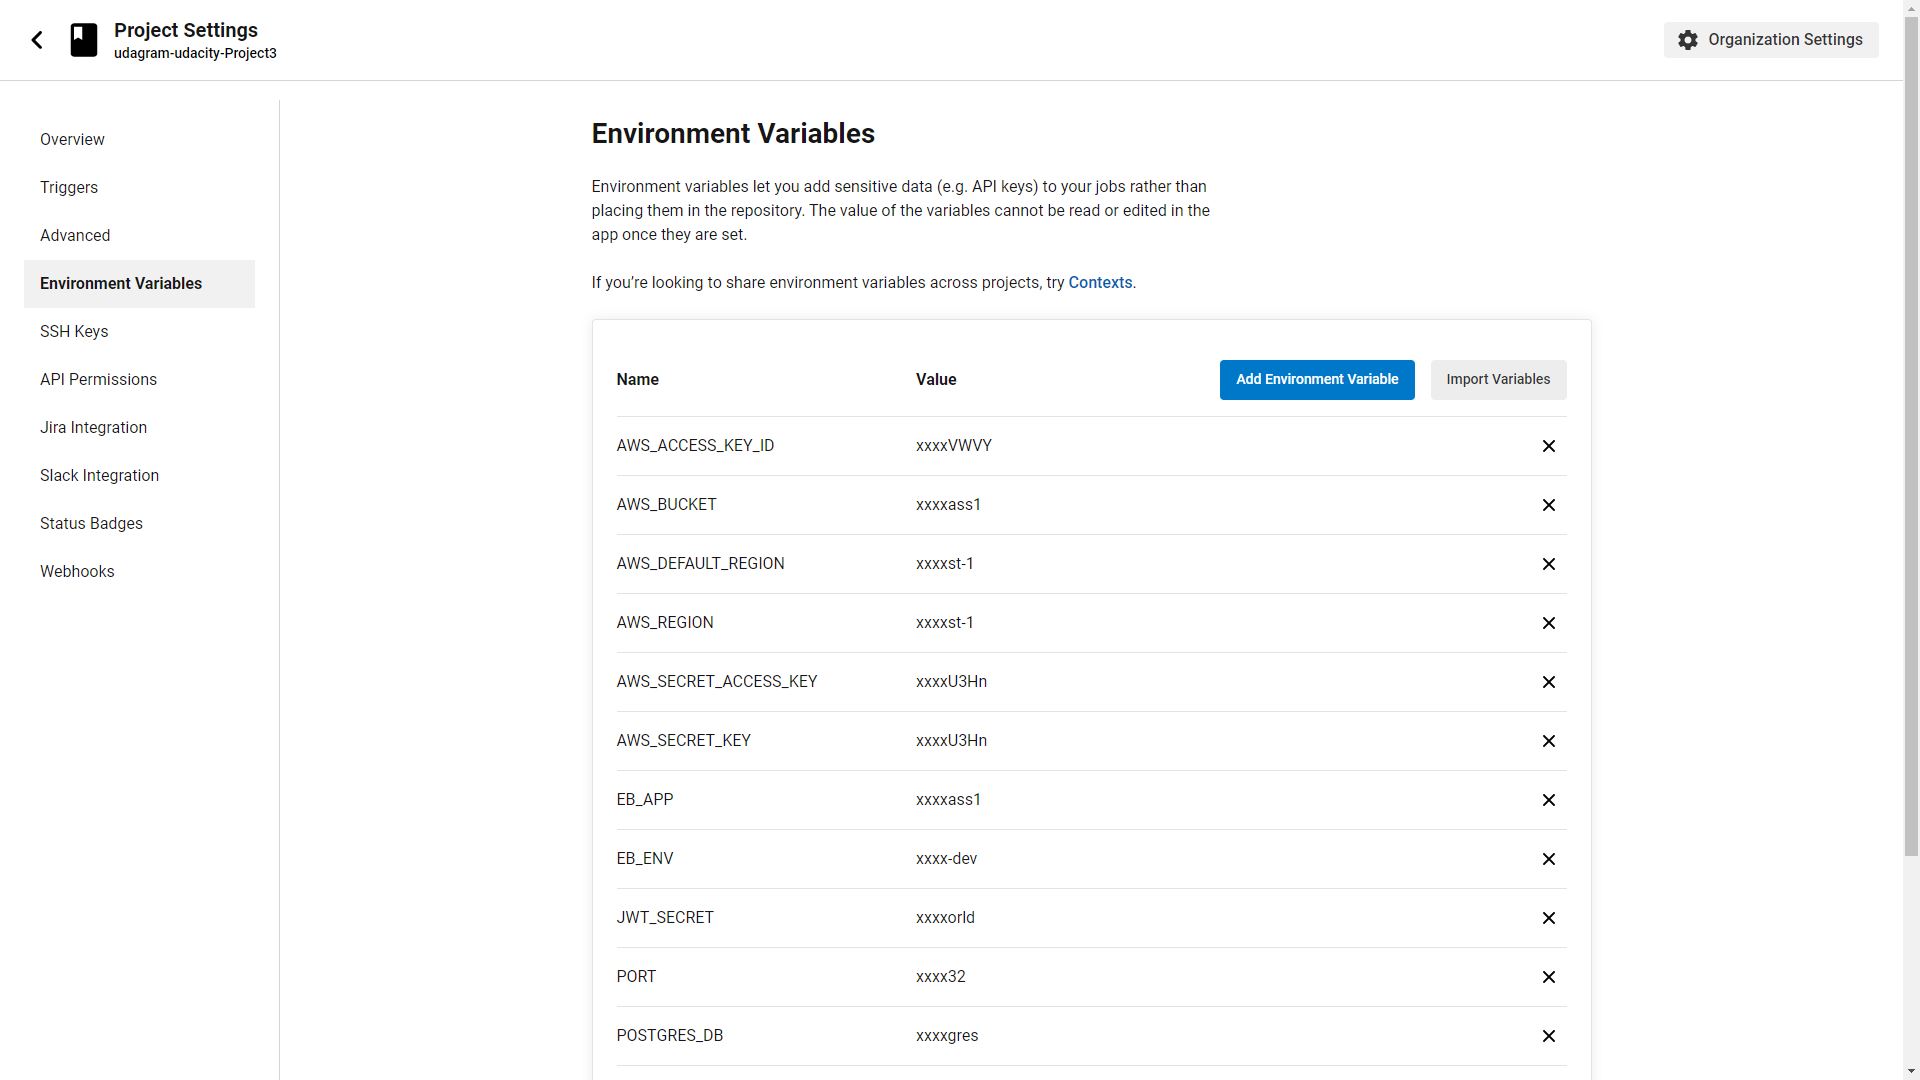 Project Settings
udagram-udacity-Project3
Organization Settings
Overview
Triggers
Advanced
Environment Variables
SSH Keys
API Permissions
Jira Integration
Slack Integration
Status Badges
Webhooks
Environment Variables
Environment variables let you add sensitive data (e.g. API keys) to your jobs rather than
placing them in the repository. The value of the variables cannot be read or edited in the
app once they are set.
If you’re looking to share environment variables across projects, try Contexts.
Name Value Add Environment Variable Import Variables
AWS_ACCESS_KEY_ID xxxxVWVY
AWS_BUCKET xxxxass1
AWS_DEFAULT_REGION xxxxst-1
AWS_REGION xxxxst-1
AWS_SECRET_ACCESS_KEY xxxxU3Hn
AWS_SECRET_KEY xxxxU3Hn
EB_APP xxxxass1
EB_ENV xxxx-dev
JWT_SECRET xxxxorld
PORT xxxx32
POSTGRES_DB xxxxgres